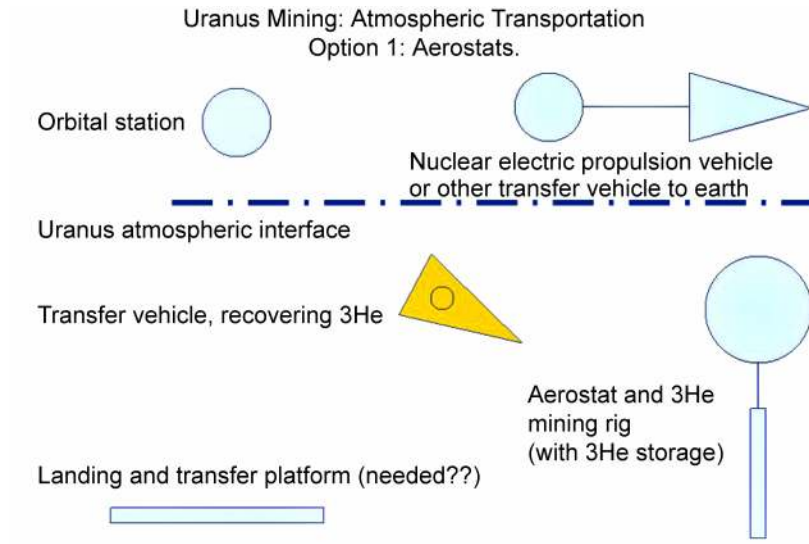 Uranus Mining: Atmospheric Transportation
Option 1: Aerostats.
Orbital station
Nuclear electric propulsion vehicle
or other transfer vehicle to earth
Uranus atmospheric interface
Transfer vehicle, recovering 3He
Aerostat and 3He
mining rig
(with 3He storage)
Landing and transfer platform (needed??)